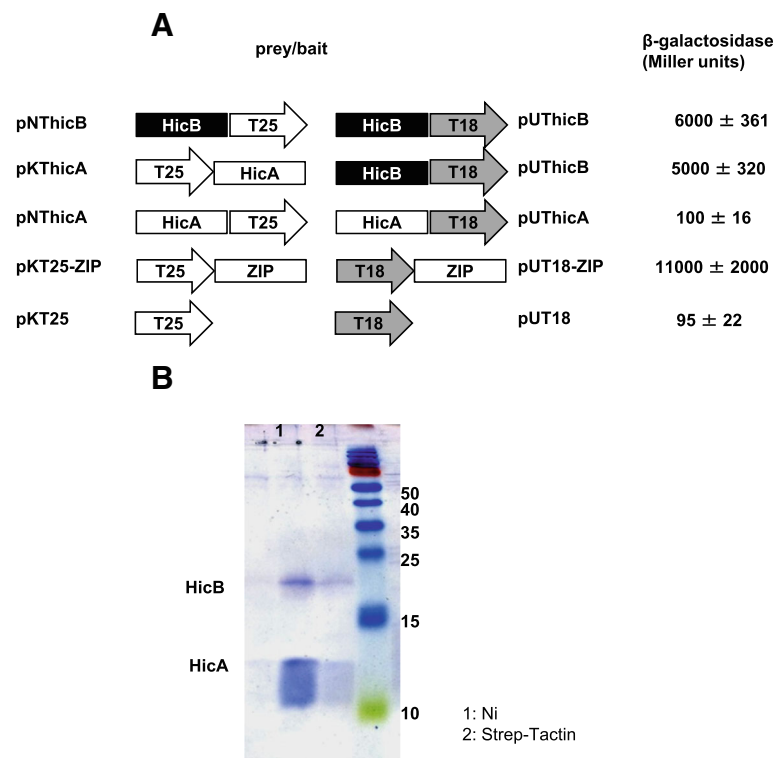 A
prey/bait
β-galactosidase
(Miller units)
pNThicB HicB T25 HicB T18 pUThicB 6000 ± 361
pKThicA T25 HicA HicB T18 pUThicB 5000 ± 320
pNThicA HicA T25 HicA T18 pUThicA 100 ± 16
pKT25-ZIP T25 ZIP T18 ZIP pUT18-ZIP 11000 ± 2000
pKT25 T25 T18 pUT18 95 ± 22
B
1 2
50
40
35
25
HicB
15
HicA
10
1: Ni
2: Strep-Tactin